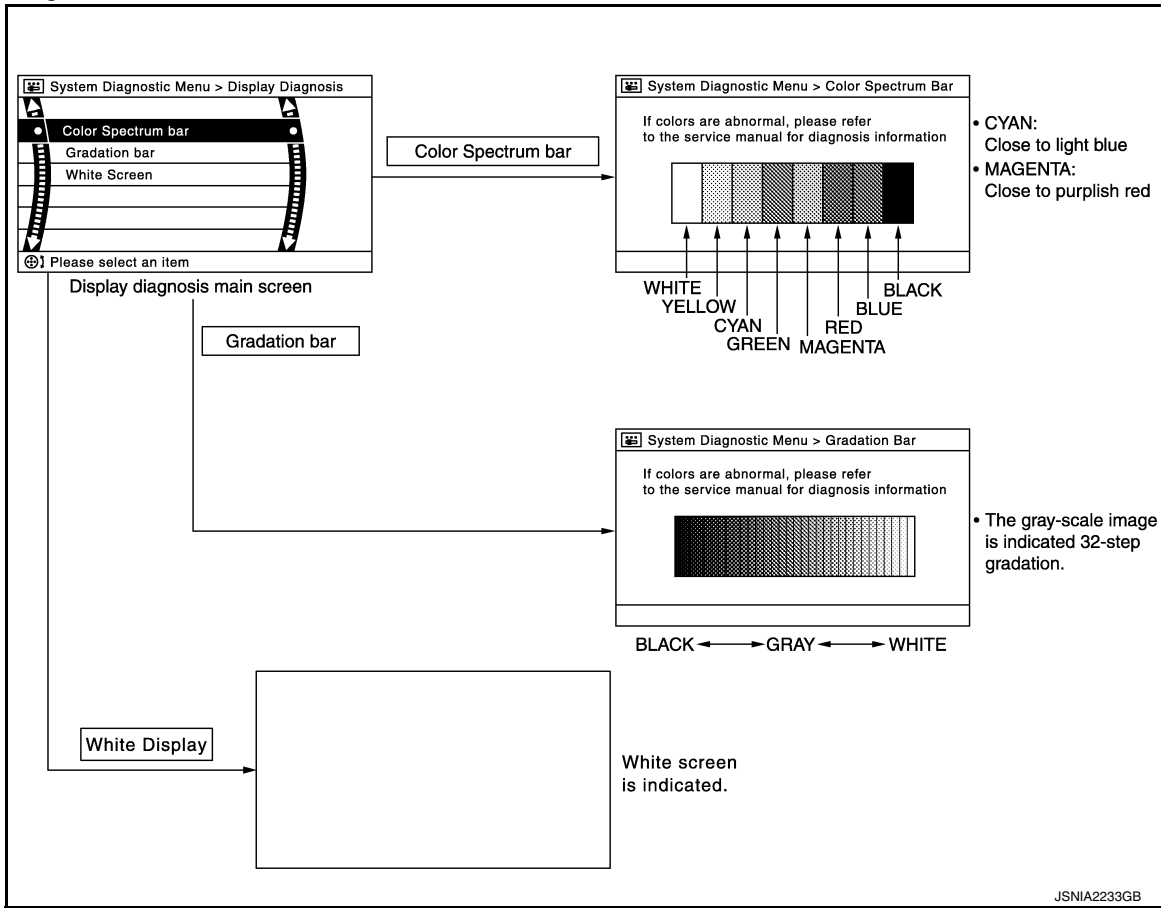 System Diagnostic Menu > Display Diagnosis
Color Spectrum bar
Gradation bar
White Screen
Please select an item
Display diagnosis main screen
Color Spectrum bar
System Diagnostic Menu > Color Spectrum Bar
If colors are abnormal, please refer
to the service manual for diagnosis information
WHITE
YELLOW
CYAN
GREEN
MAGENTA
RED
BLUE
BLACK
• CYAN:
Close to light blue
• MAGENTA:
Close to purplish red
Gradation bar
System Diagnostic Menu > Gradation Bar
If colors are abnormal, please refer
to the service manual for diagnosis information
BLACK GRAY WHITE
• The gray-scale image
is indicated 32-step
gradation.
White Display
White screen
is indicated.
JSNIA2233GB